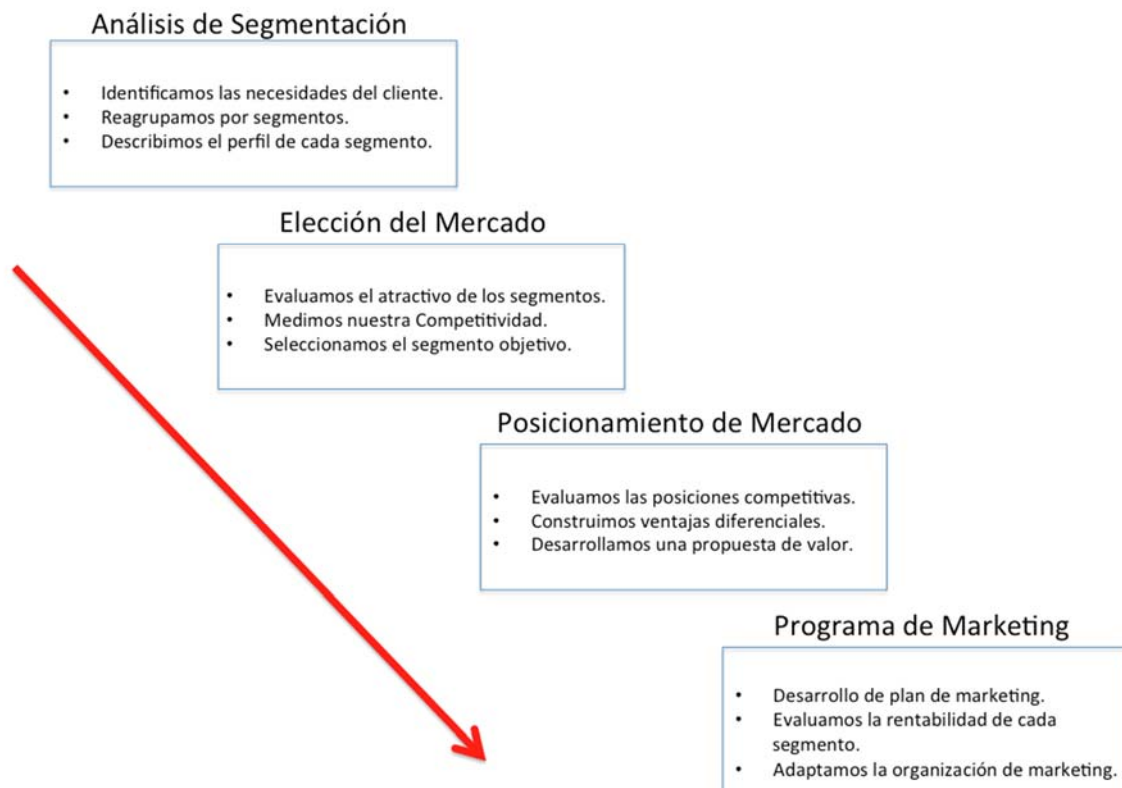 Análisis de Segmentación
• Identificamos las necesidades del cliente.
• Reagrupamos por segmentos.
• Describimos el perfil de cada segmento.
Elección del Mercado
• Evaluamos el atractivo de los segmentos.
• Medimos nuestra Competitividad.
• Seleccionamos el segmento objetivo.
Posicionamiento de Mercado
• Evaluamos las posiciones competitivas.
• Construimos ventajas diferenciales.
• Desarrollamos una propuesta de valor.
Programa de Marketing
• Desarrollo de plan de marketing.
• Evaluamos la rentabilidad de cada
segmento.
• Adaptamos la organización de marketing.